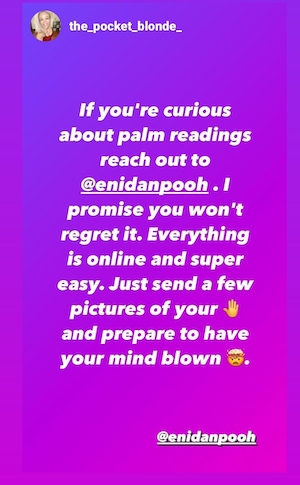 the_pocket_blonde_
If you're curious
about palm readings
reach out to
@enidanpooh . I
promise you won't
regret it. Everything
is online and super
easy. Just send a few
pictures of your 🤚
and prepare to have
your mind blown 🤯.
@enidanpooh